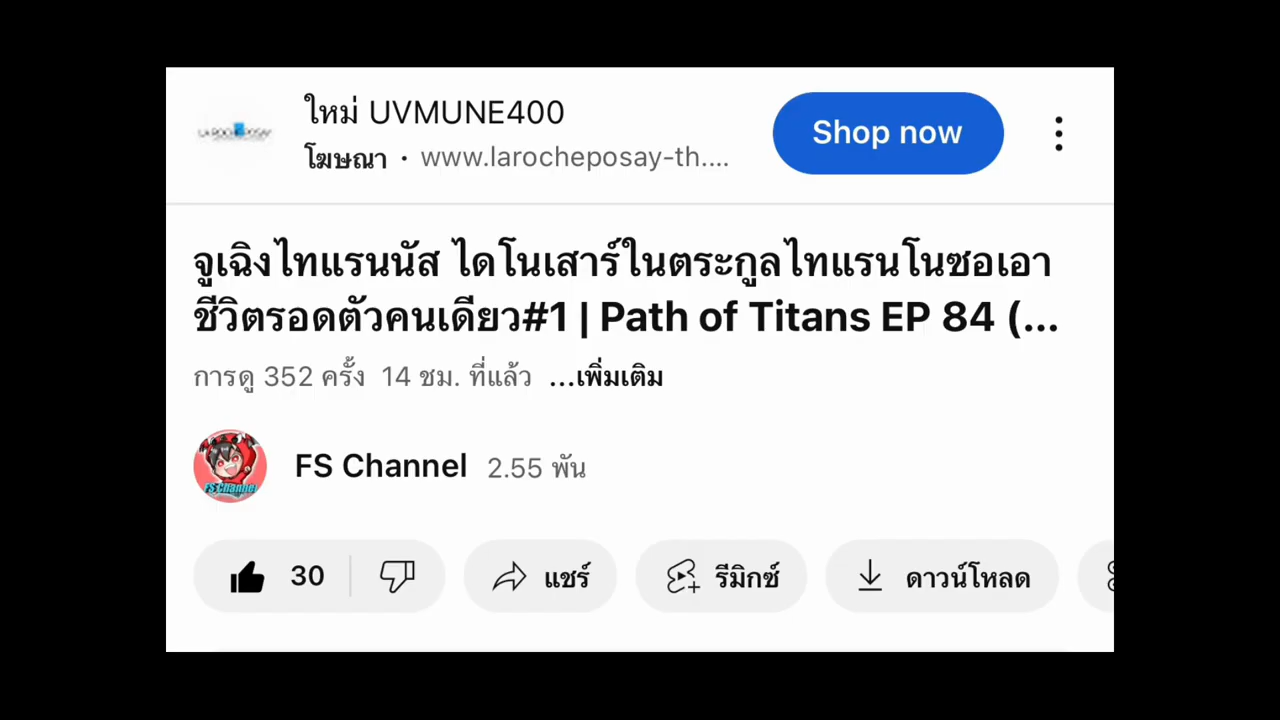 LA ROCHE POSAY
ใหม่ UVMUNE400
โฆษณา · www.larocheposay-th....
Shop now
จูเฉิงไทแรนนัส ไดโนเสาร์ในตระกูลไทแรนโนซอเอา
ชีวิตรอดตัวคนเดียว#1 | Path of Titans EP 84 (...
การดู 352 ครั้ง 14 ชม. ที่แล้ว ...เพิ่มเติม
FS Channel
FS Channel 2.55 พัน
30 แชร์ รีมิกซ์ ดาวน์โหลด